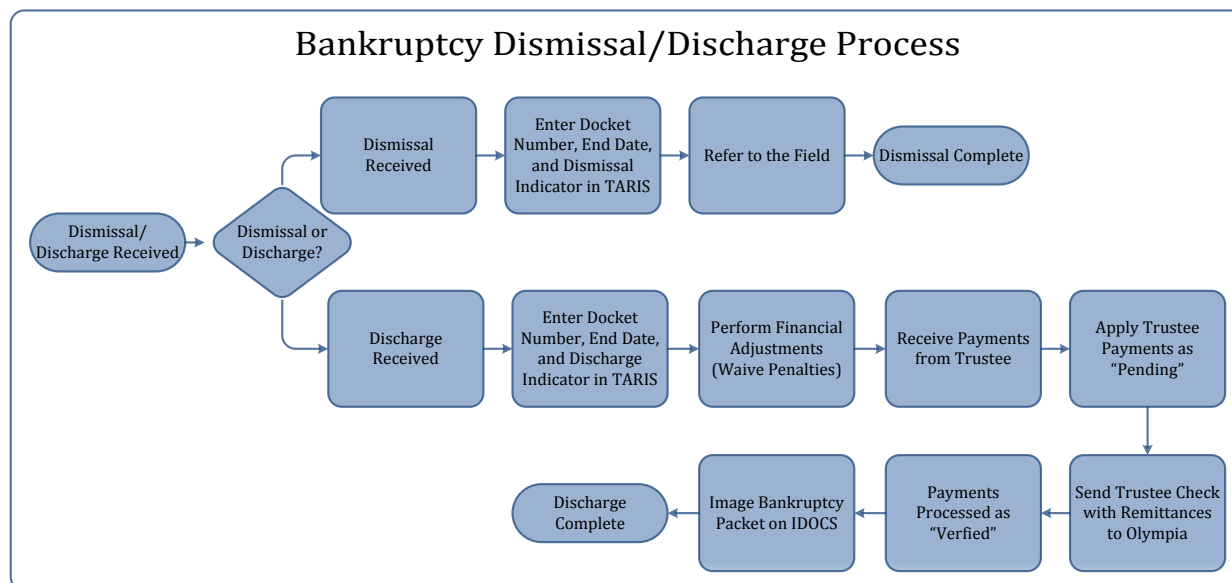 Bankruptcy Dismissal/Discharge Process
Dismissal/
Discharge Received
Dismissal or
Discharge?
Dismissal
Received
Enter Docket
Number, End Date,
and Dismissal
Indicator in TARIS
Refer to the Field
Dismissal Complete
Discharge
Received
Enter Docket
Number, End Date,
and Discharge
Indicator in TARIS
Perform Financial
Adjustments
(Waive Penalties)
Receive Payments
from Trustee
Apply Trustee
Payments as
“Pending”
Send Trustee Check
with Remittances
to Olympia
Payments
Processed as
“Verfied”
Image Bankruptcy
Packet on IDOCS
Discharge
Complete